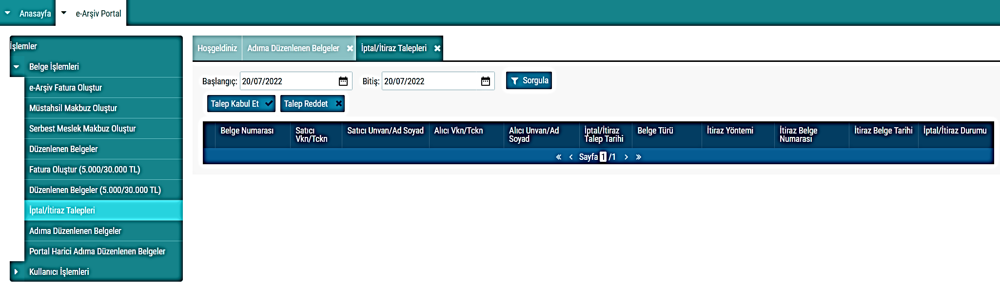 Anasayfa
e-Arşiv Portal
İşlemler
Belge İşlemleri
e-Arşiv Fatura Oluştur
Müstahsil Makbuz Oluştur
Serbest Meslek Makbuz Oluştur
Düzenlenen Belgeler
Fatura Oluştur (5.000/30.000 TL)
Düzenlenen Belgeler (5.000/30.000 TL)
İptal/İtiraz Talepleri
Adıma Düzenlenen Belgeler
Portal Harici Adıma Düzenlenen Belgeler
Kullanıcı İşlemleri
Hoşgeldiniz
Adıma Düzenlenen Belgeler
İptal/İtiraz Talepleri
Başlangıç: 20/07/2022
Bitiş: 20/07/2022
Sorgula
Talep Kabul Et
Talep Reddet
Belge Numarası
Satıcı
Vkn/Tckn
Satıcı Unvan/Ad Soyad
Alıcı Vkn/Tckn
Alıcı Unvan/Ad
Soyad
İptal/İtiraz
Talep Tarihi
Belge Türü
İtiraz Yöntemi
İtiraz Belge
Numarası
İtiraz Belge Tarihi
İptal/İtiraz Durumu
« ‹ Sayfa 1 /1 › »